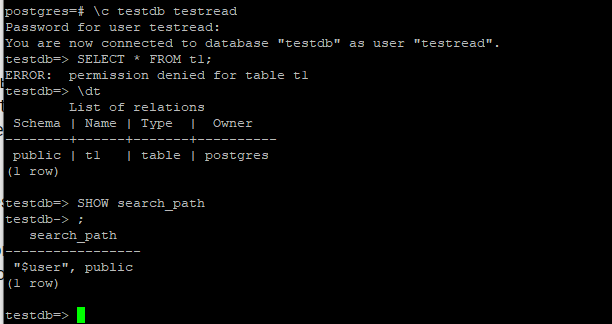 postgres=# \c testdb testread
Password for user testread:
You are now connected to database "testdb" as user "testread".
testdb=> SELECT * FROM t1;
ERROR:  permission denied for table t1
testdb=> \dt
        List of relations
 Schema | Name | Type  |  Owner
--------+------+-------+----------
 public | t1   | table | postgres
(1 row)

testdb=> SHOW search_path
testdb-> ;
   search_path
-----------------
 "$user", public
(1 row)

testdb=>